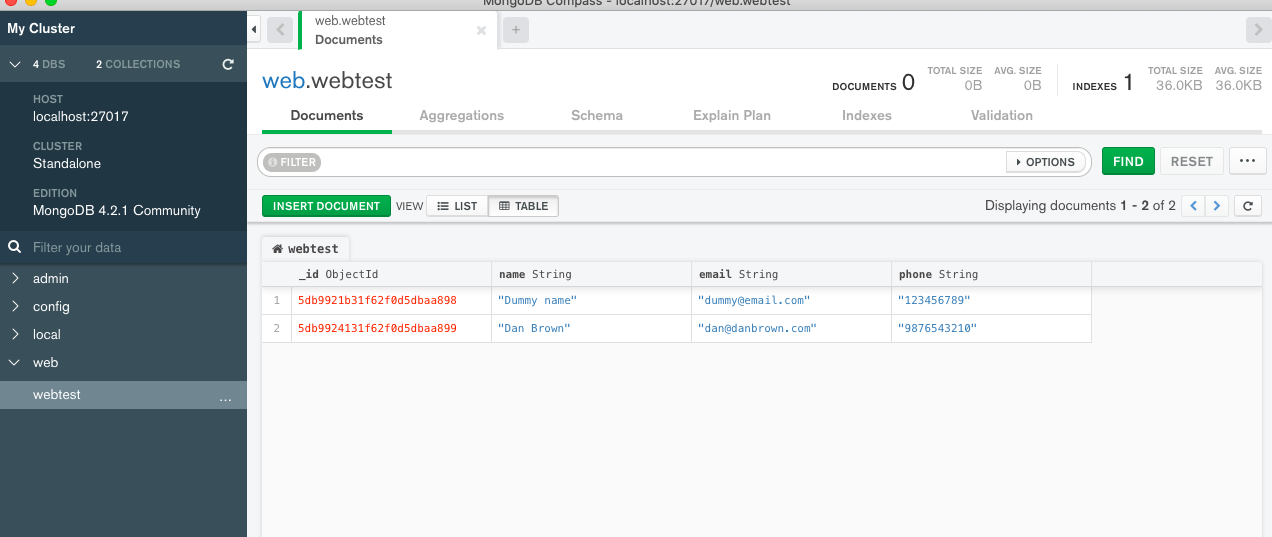 MongoDB Compass - localhost:27017/web.webtest
My Cluster
4 DBS 2 COLLECTIONS
HOST
localhost:27017
CLUSTER
Standalone
EDITION
MongoDB 4.2.1 Community
Filter your data
admin
config
local
web
webtest ...
web.webtest
Documents
web.webtest
DOCUMENTS 0 TOTAL SIZE 0B AVG. SIZE 0B INDEXES 1 TOTAL SIZE 36.0KB AVG. SIZE 36.0KB
Documents Aggregations Schema Explain Plan Indexes Validation
FILTER OPTIONS FIND RESET ...
INSERT DOCUMENT VIEW LIST TABLE Displaying documents 1 - 2 of 2
webtest
_id ObjectId name String email String phone String
1 5db9921b31f62f0d5dbaa898 "Dummy name" "dummy@email.com" "123456789"
2 5db9924131f62f0d5dbaa899 "Dan Brown" "dan@danbrown.com" "9876543210"